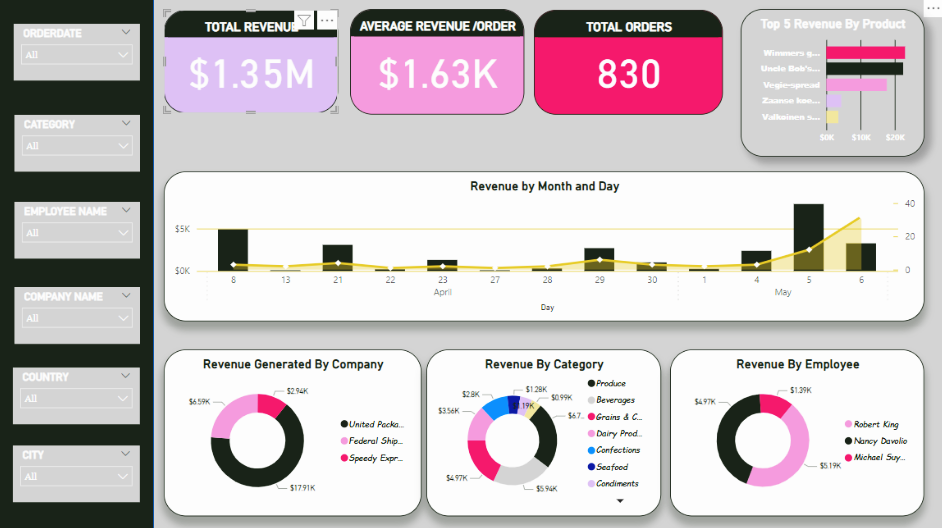 ORDERDATE
All
CATEGORY
All
EMPLOYEE NAME
All
COMPANY NAME
All
COUNTRY
All
CITY
All
TOTAL REVENUE
$1.35M
AVERAGE REVENUE /ORDER
$1.63K
TOTAL ORDERS
830
Top 5 Revenue By Product
Wimmers g...
Uncle Bob's...
Vegie-spread
Zaanse koe...
Valkoinen s...
$0K $10K $20K
Revenue by Month and Day
$5K
$0K
40
20
0
8 13 21 22 23 27 28 29 30 1 4 5 6
April May
Day
Revenue Generated By Company
$2.94K
$6.59K
$17.91K
United Packa...
Federal Ship...
Speedy Expr...
Revenue By Category
$1.28K
$2.8K
$0.99K
$3.56K
$6.7...
$4.97K
$5.94K
Produce
Beverages
Grains & C...
Dairy Prod...
Confections
Seafood
Condiments
Revenue By Employee
$1.39K
$4.97K
$5.19K
Robert King
Nancy Davolio
Michael Suy...